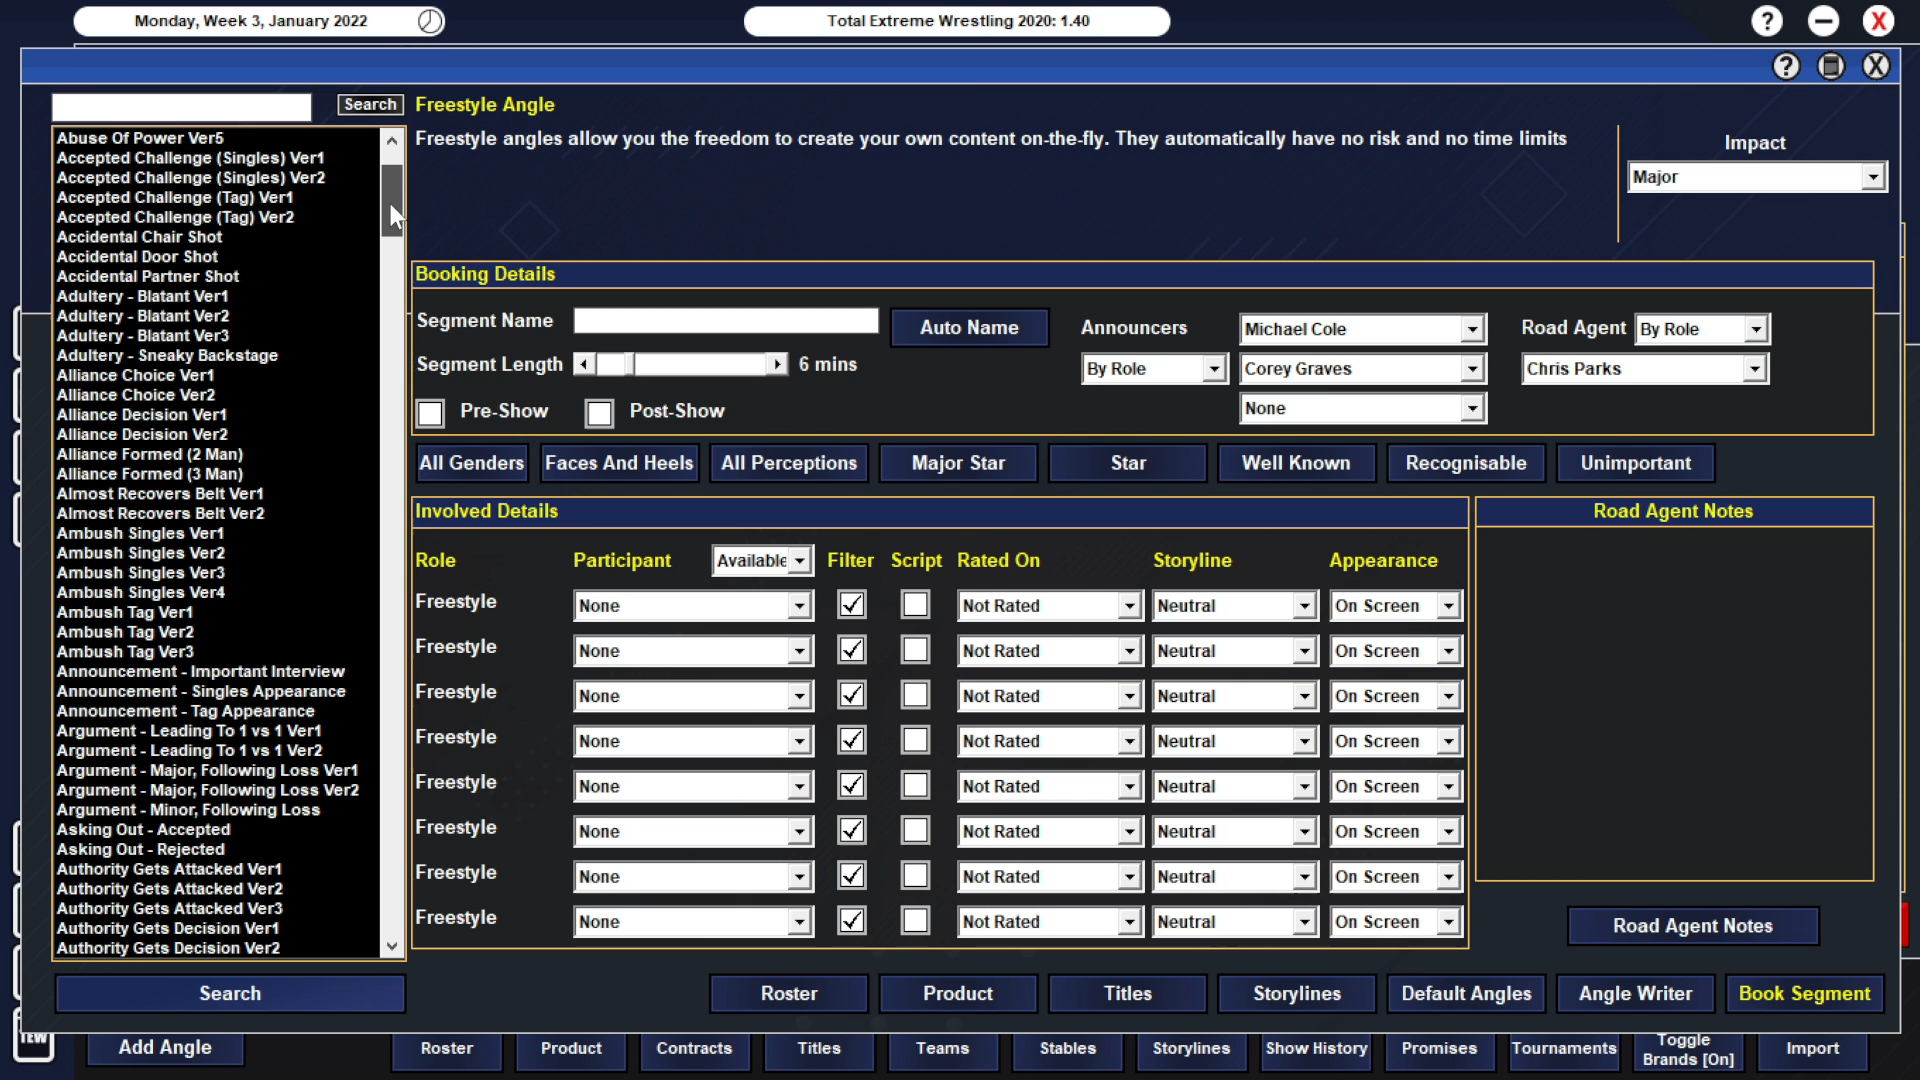 Monday, Week 3, January 2022
Total Extreme Wrestling 2020: 1.40
? X
? X
Search
Freestyle Angle
Freestyle angles allow you the freedom to create your own content on-the-fly. They automatically have no risk and no time limits
Impact
Major
Abuse Of Power Ver5
Accepted Challenge (Singles) Ver1
Accepted Challenge (Singles) Ver2
Accepted Challenge (Tag) Ver1
Accepted Challenge (Tag) Ver2
Accidental Chair Shot
Accidental Door Shot
Accidental Partner Shot
Adultery - Blatant Ver1
Adultery - Blatant Ver2
Adultery - Blatant Ver3
Adultery - Sneaky Backstage
Alliance Choice Ver1
Alliance Choice Ver2
Alliance Decision Ver1
Alliance Decision Ver2
Alliance Formed (2 Man)
Alliance Formed (3 Man)
Almost Recovers Belt Ver1
Almost Recovers Belt Ver2
Ambush Singles Ver1
Ambush Singles Ver2
Ambush Singles Ver3
Ambush Singles Ver4
Ambush Tag Ver1
Ambush Tag Ver2
Ambush Tag Ver3
Announcement - Important Interview
Announcement - Singles Appearance
Announcement - Tag Appearance
Argument - Leading To 1 vs 1 Ver1
Argument - Leading To 1 vs 1 Ver2
Argument - Major, Following Loss Ver1
Argument - Major, Following Loss Ver2
Argument - Minor, Following Loss
Asking Out - Accepted
Asking Out - Rejected
Authority Gets Attacked Ver1
Authority Gets Attacked Ver2
Authority Gets Attacked Ver3
Authority Gets Decision Ver1
Authority Gets Decision Ver2
Search
Booking Details
Segment Name Auto Name Announcers Michael Cole Road Agent By Role
Segment Length 6 mins By Role Corey Graves Chris Parks
Pre-Show Post-Show None
All Genders Faces And Heels All Perceptions Major Star Star Well Known Recognisable Unimportant
Involved Details
Road Agent Notes
Role Participant Available Filter Script Rated On Storyline Appearance
Freestyle None Not Rated Neutral On Screen
Freestyle None Not Rated Neutral On Screen
Freestyle None Not Rated Neutral On Screen
Freestyle None Not Rated Neutral On Screen
Freestyle None Not Rated Neutral On Screen
Freestyle None Not Rated Neutral On Screen
Freestyle None Not Rated Neutral On Screen
Freestyle None Not Rated Neutral On Screen
Road Agent Notes
Roster Product Titles Storylines Default Angles Angle Writer Book Segment
TEW
Add Angle Roster Product Contracts Titles Teams Stables Storylines Show History Promises Tournaments Toggle Brands [On] Import